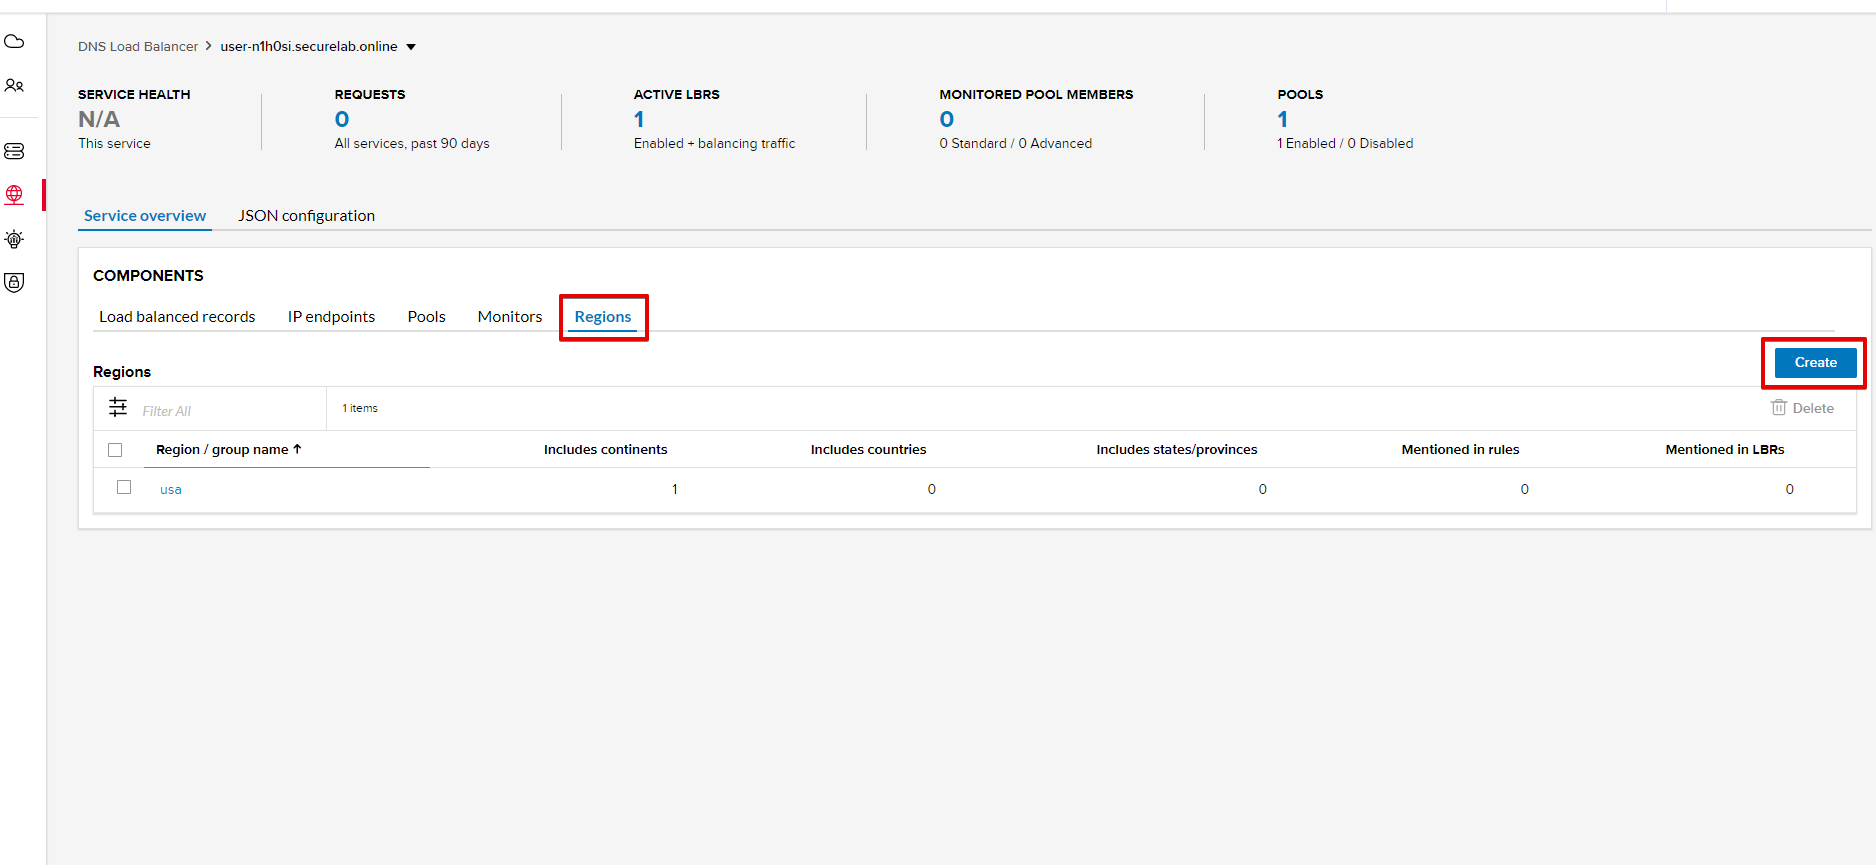 DNS Load Balancer > user-n1h0si.securelab.online
SERVICE HEALTH
N/A
This service
REQUESTS
0
All services, past 90 days
ACTIVE LBRS
1
Enabled + balancing traffic
MONITORED POOL MEMBERS
0
0 Standard / 0 Advanced
POOLS
1
1 Enabled / 0 Disabled
Service overview JSON configuration
COMPONENTS
Load balanced records IP endpoints Pools Monitors Regions
Create
Regions
Filter All 1 items Delete
Region / group name ↑ Includes continents Includes countries Includes states/provinces Mentioned in rules Mentioned in LBRs
usa 1 0 0 0 0